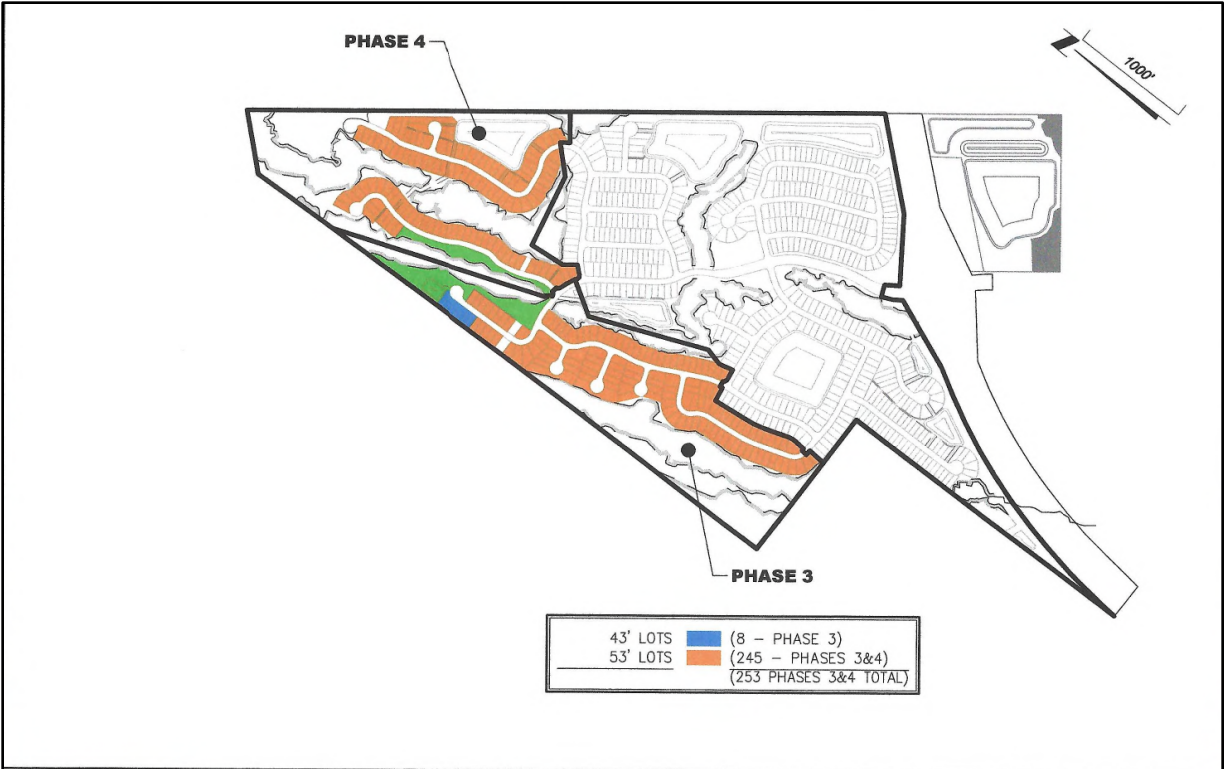 PHASE 4
1000'
PHASE 3
43' LOTS (8 - PHASE 3)
53' LOTS (245 - PHASES 3&4)
(253 PHASES 3&4 TOTAL)